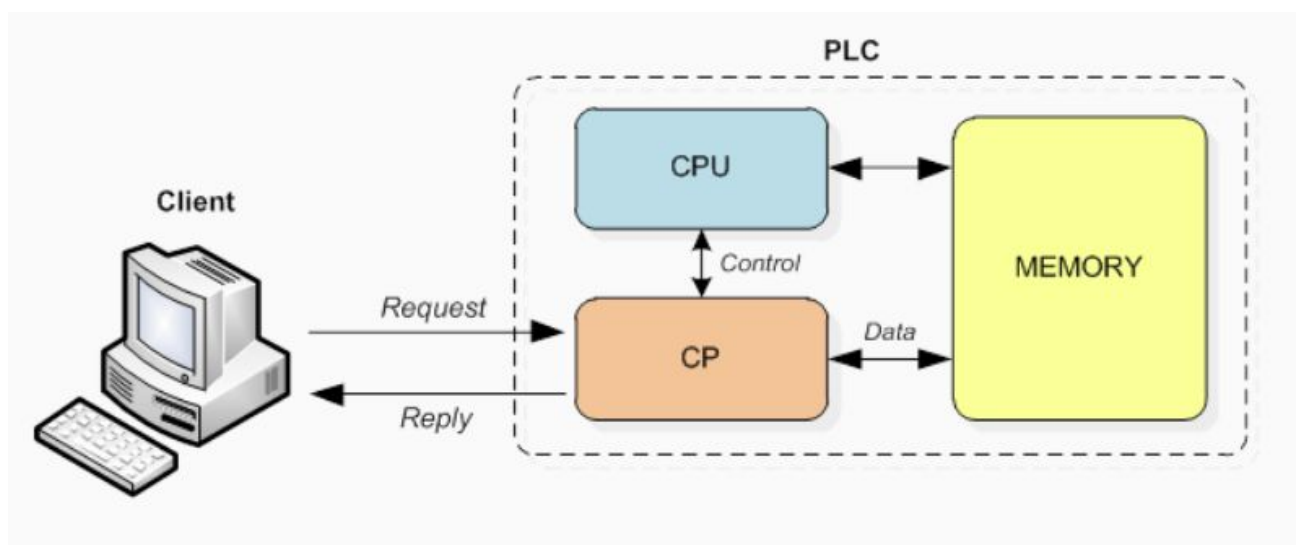 PLC
CPU
Client
Control
MEMORY
Request
Data
CP
Reply